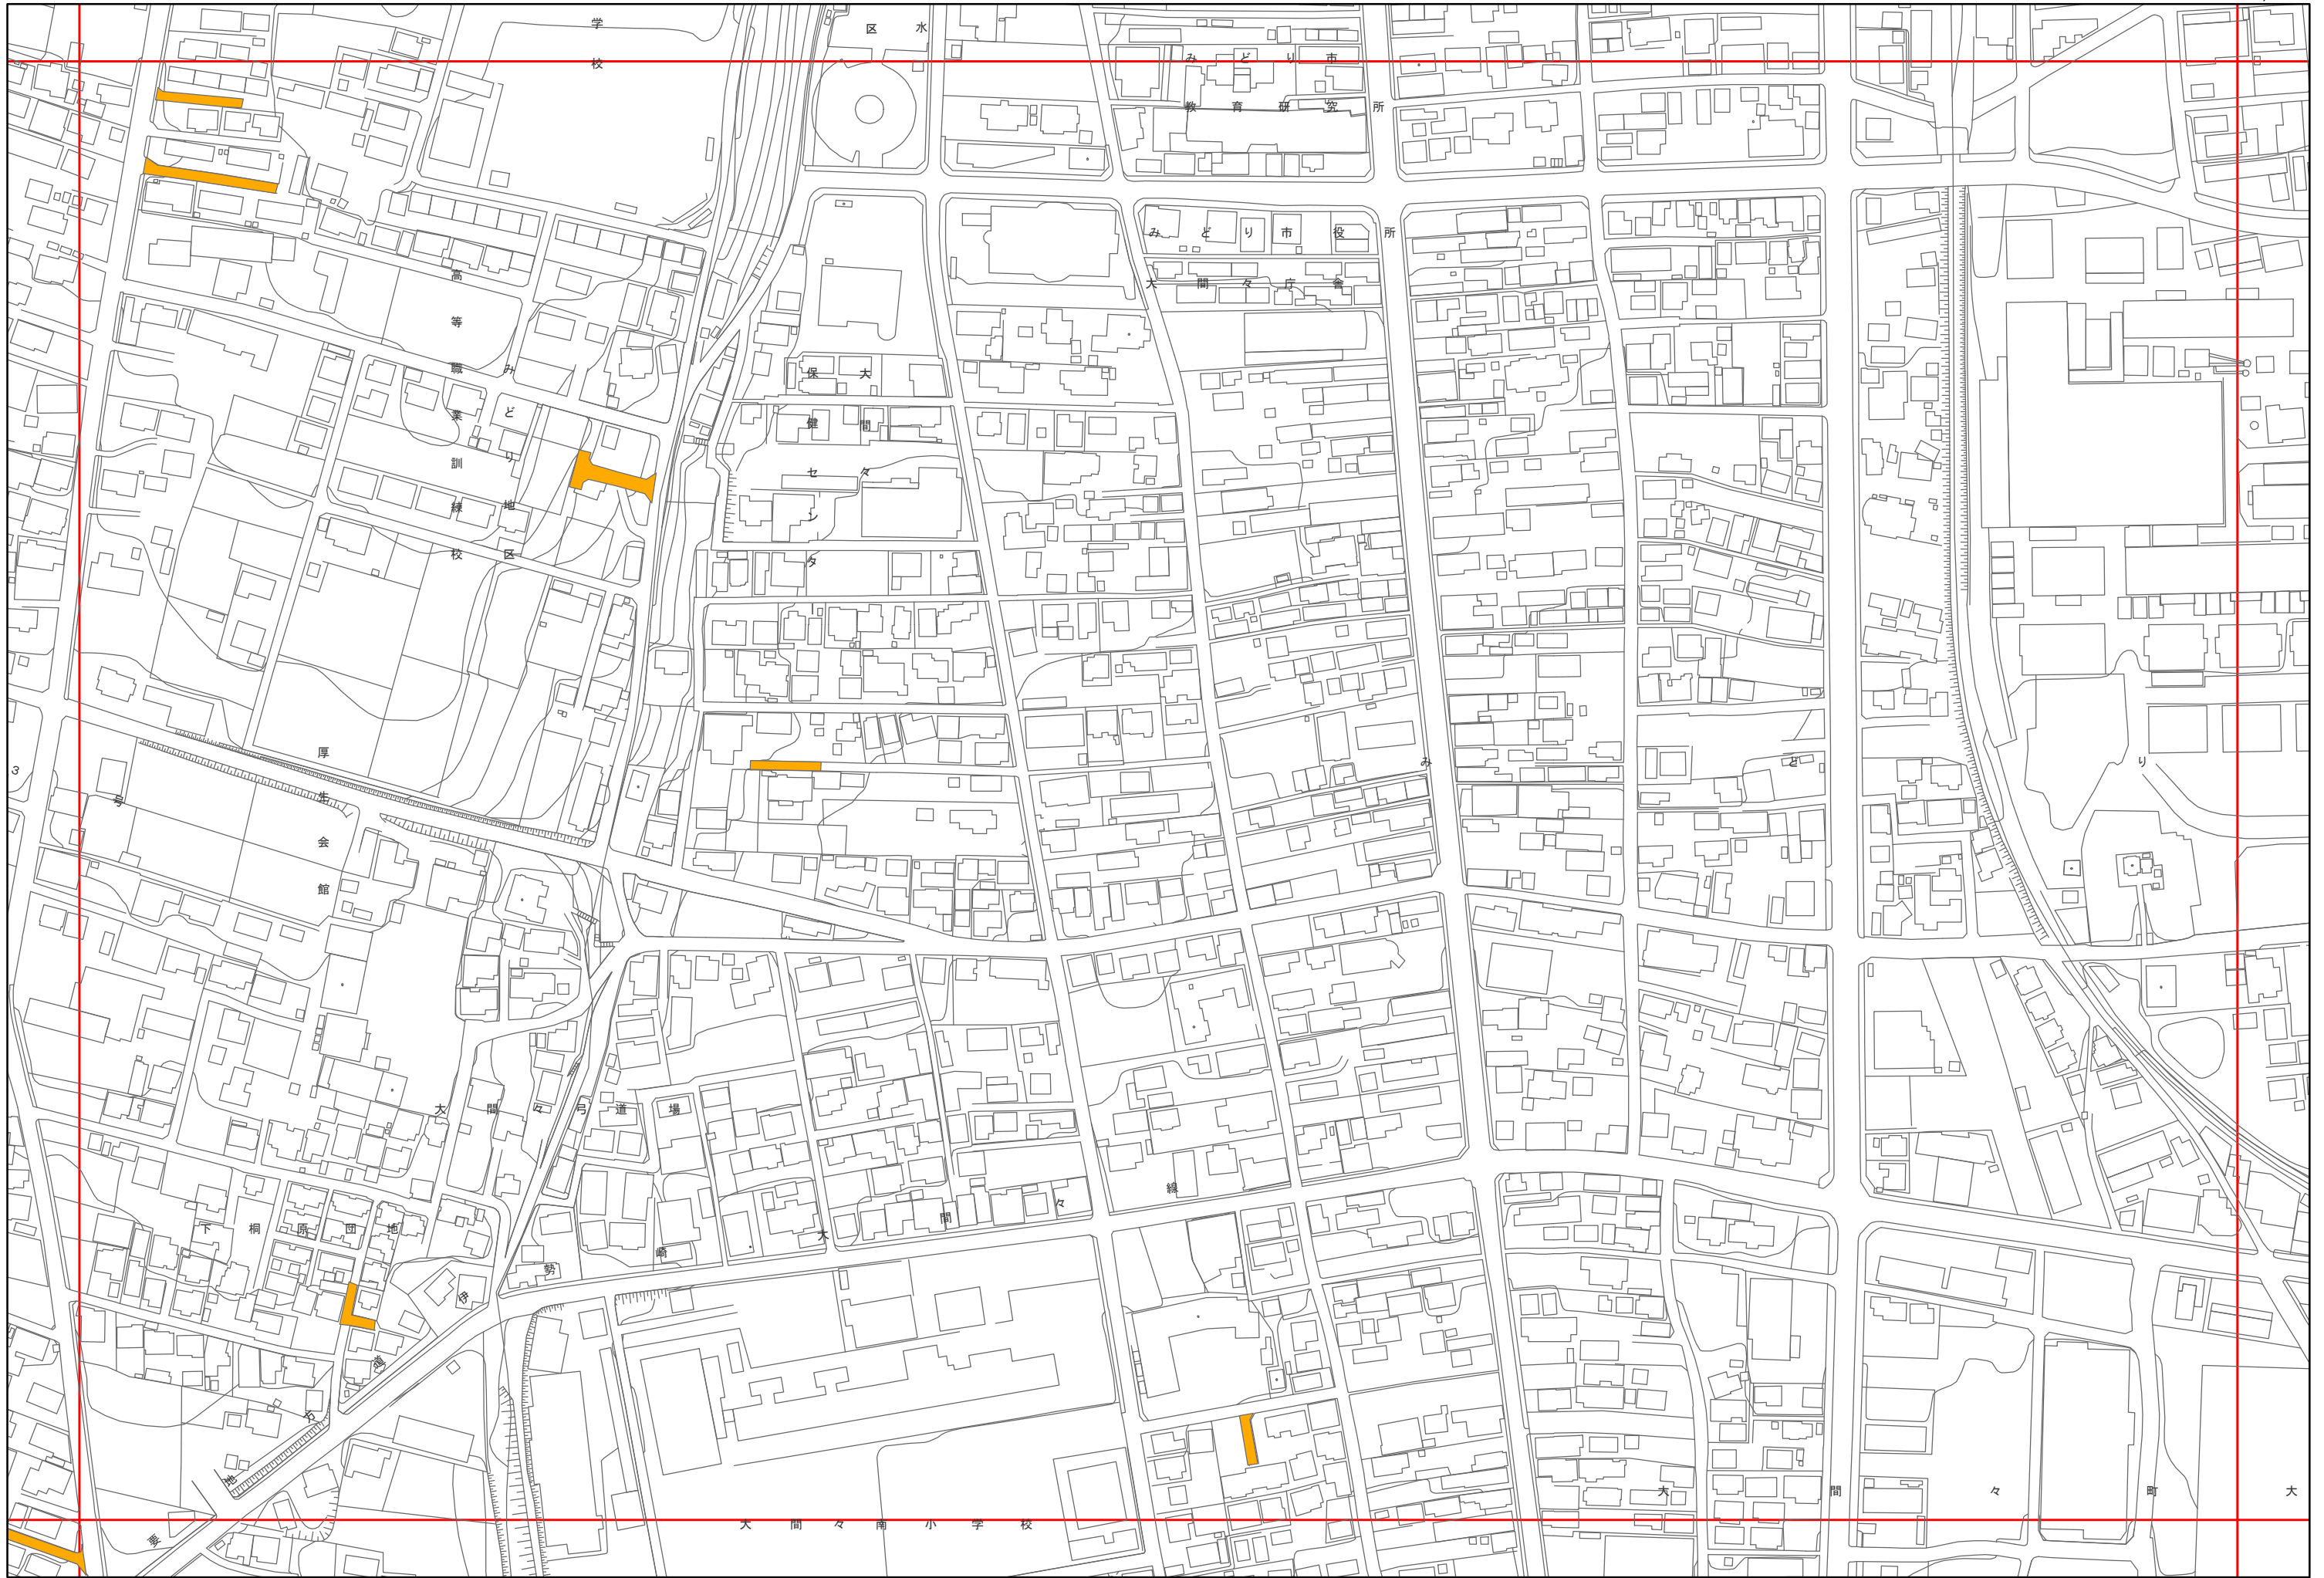 学校
区 水
みどり市
教育研究所
みどり市役所
大間々庁舎
高等職業訓練校
みどり地区
保健センター
大間々
厚生会館
3
号
み
ど
り
大間々弓道場
線
下桐原団地
大間々
伊勢崎
道
大間々南小学校
大間々町大